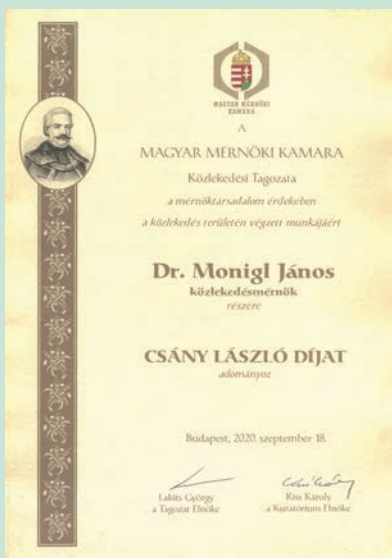 MAGYAR MÉRNÖKI
KAMARA
A
MAGYAR MÉRNÖKI KAMARA
Közlekedési Tagozata
a mérnöktársadalom érdekében
a közlekedés területén végzett munkájáért
Dr. Monigl János
közlekedésmérnök
részére
CSÁNY LÁSZLÓ DÍJAT
adományoz
Budapest, 2020. szeptember 18.
Lakits György
a Tagozat Elnöke
Kiss Károly
a Kuratórium Elnöke